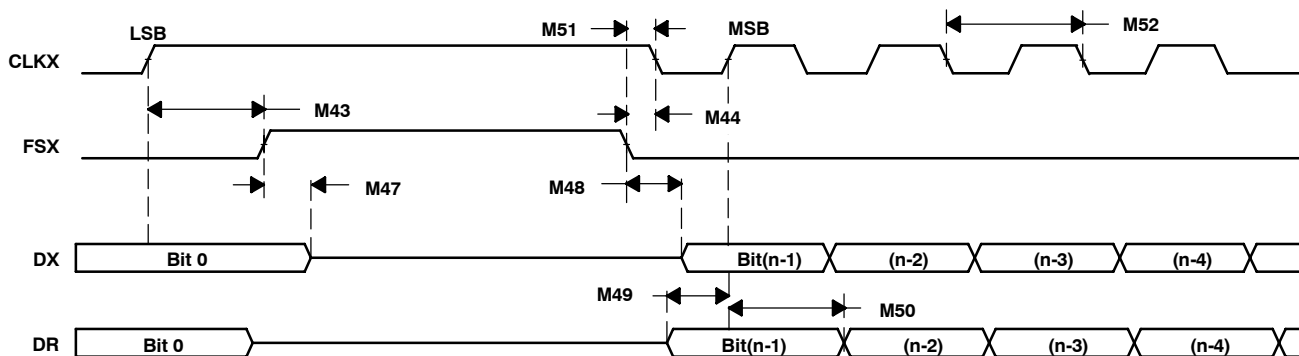 LSB
M51
MSB
M52
CLKX
M43
M44
FSX
M47
M48
DX
Bit 0
Bit(n-1)
(n-2)
(n-3)
(n-4)
M49
M50
DR
Bit 0
Bit(n-1)
(n-2)
(n-3)
(n-4)